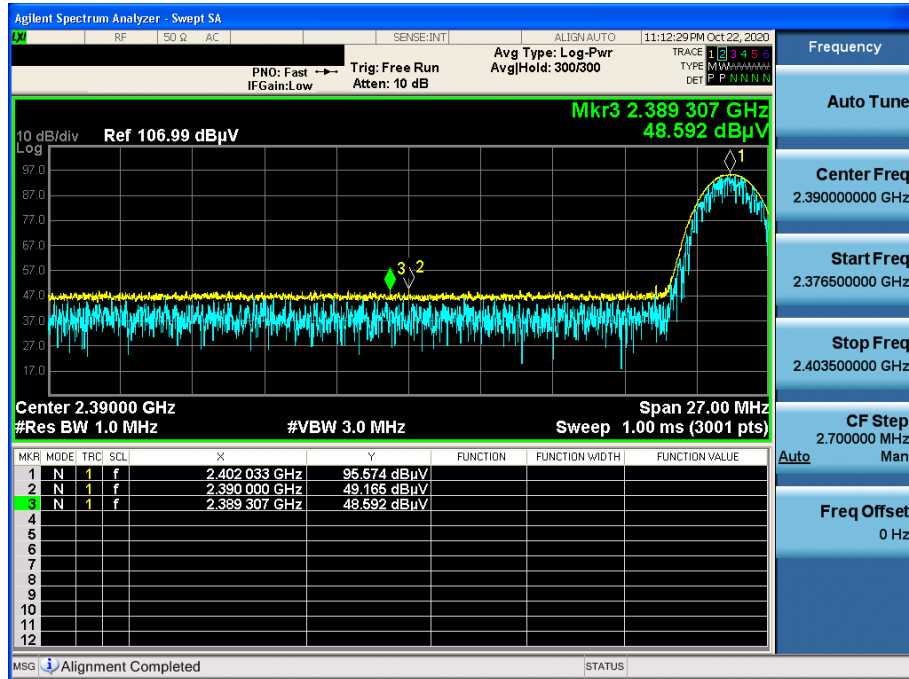 Agilent Spectrum Analyzer - Swept SA
LXI RF 50 Ω AC SENSE:INT ALIGN AUTO 11:12:29 PM Oct 22, 2020
PNO: Fast Trig: Free Run Avg Type: Log-Pwr TRACE 1 2 3 4 5 6
IFGain:Low Atten: 10 dB Avg|Hold: 300/300 TYPE M W
DET P P N N N N
Mkr3 2.389 307 GHz
48.592 dBµV
10 dB/div Ref 106.99 dBµV
Log
97.0
87.0
77.0
67.0
57.0
47.0
37.0
27.0
17.0
1
3 2
Center 2.39000 GHz Span 27.00 MHz
#Res BW 1.0 MHz #VBW 3.0 MHz Sweep 1.00 ms (3001 pts)
MKR MODE TRC SCL X Y FUNCTION FUNCTION WIDTH FUNCTION VALUE
1 N 1 f 2.402 033 GHz 95.574 dBµV
2 N 1 f 2.390 000 GHz 49.165 dBµV
3 N 1 f 2.389 307 GHz 48.592 dBµV
4
5
6
7
8
9
10
11
12
MSG Alignment Completed STATUS
Frequency
Auto Tune
Center Freq
2.390000000 GHz
Start Freq
2.376500000 GHz
Stop Freq
2.403500000 GHz
CF Step
2.700000 MHz
Auto Man
Freq Offset
0 Hz